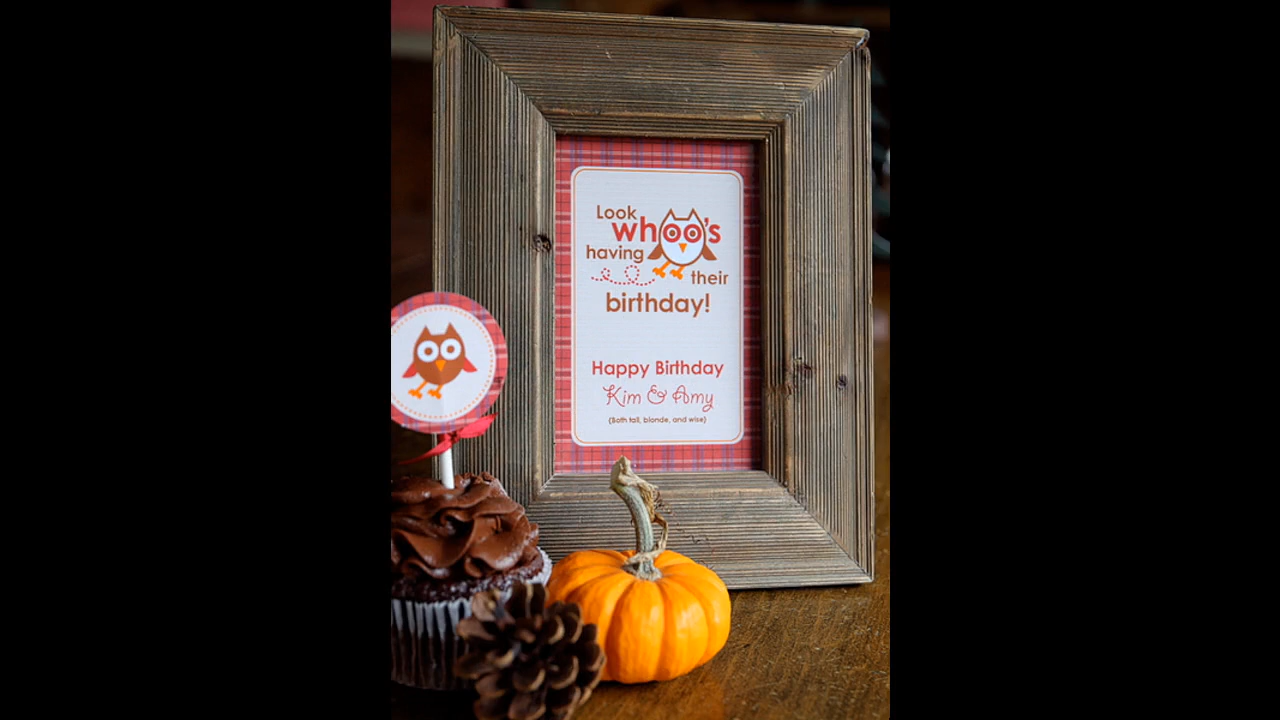 Look
whoo's
having
their
birthday!
Happy Birthday
Kim & Amy
{Both tall, blonde, and wise}